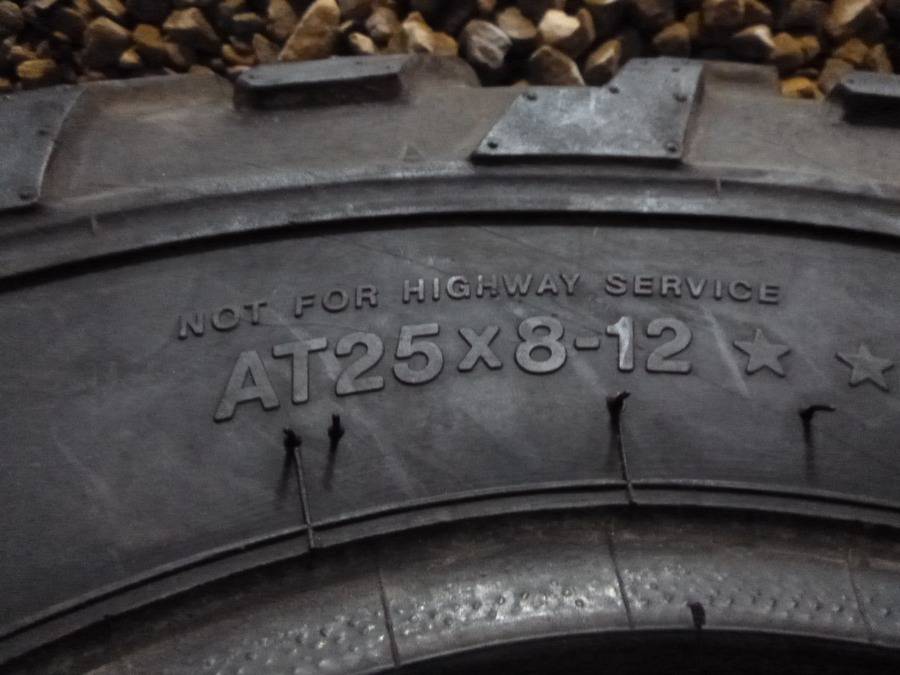 NOT FOR HIGHWAY SERVICE
AT25x8-12 ★ ★